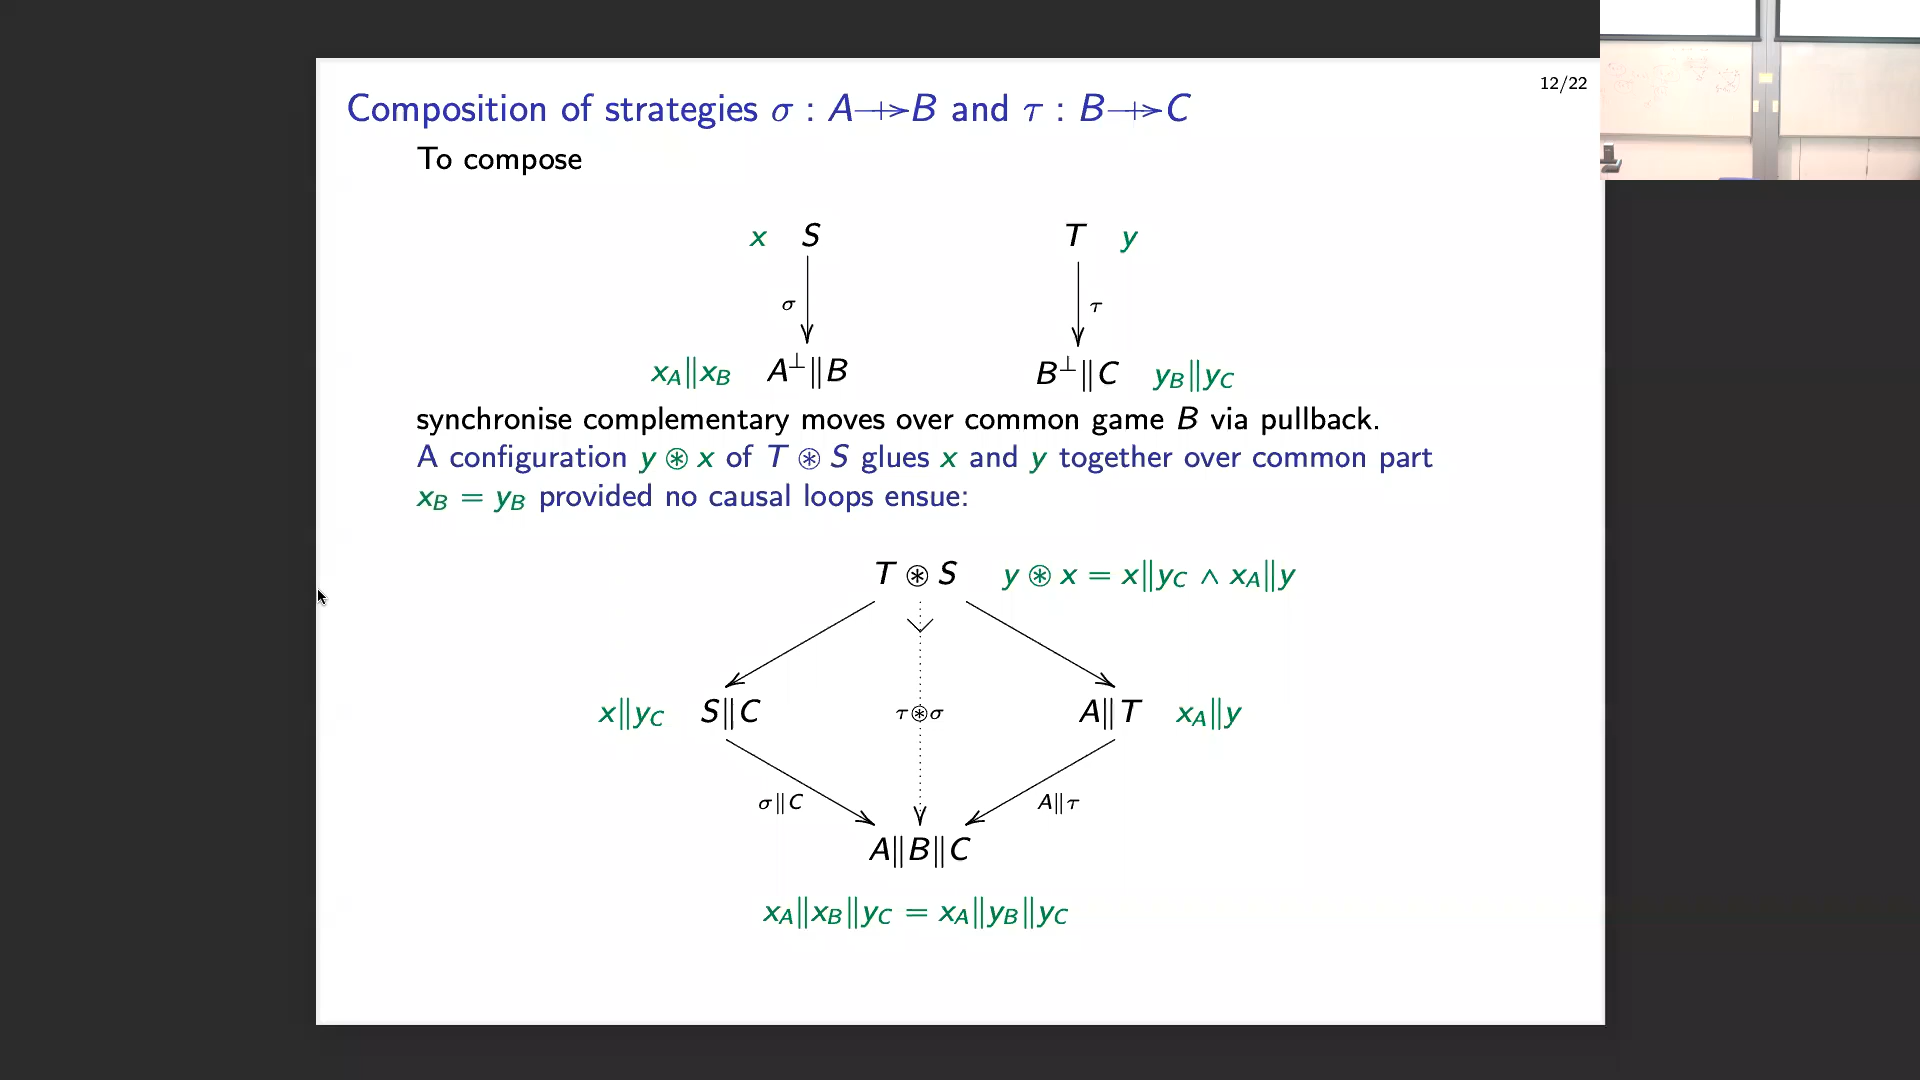 12/22
Composition of strategies σ : A⇸B and τ : B⇸C
To compose
x S T y
σ τ
x_A∥x_B A^⊥∥B B^⊥∥C y_B∥y_C
synchronise complementary moves over common game B via pullback.
A configuration y ⊛ x of T ⊛ S glues x and y together over common part
x_B = y_B provided no causal loops ensue:
T ⊛ S y ⊛ x = x∥y_C ∧ x_A∥y
x∥y_C S∥C τ⊛σ A∥T x_A∥y
σ∥C A∥τ
A∥B∥C
x_A∥x_B∥y_C = x_A∥y_B∥y_C